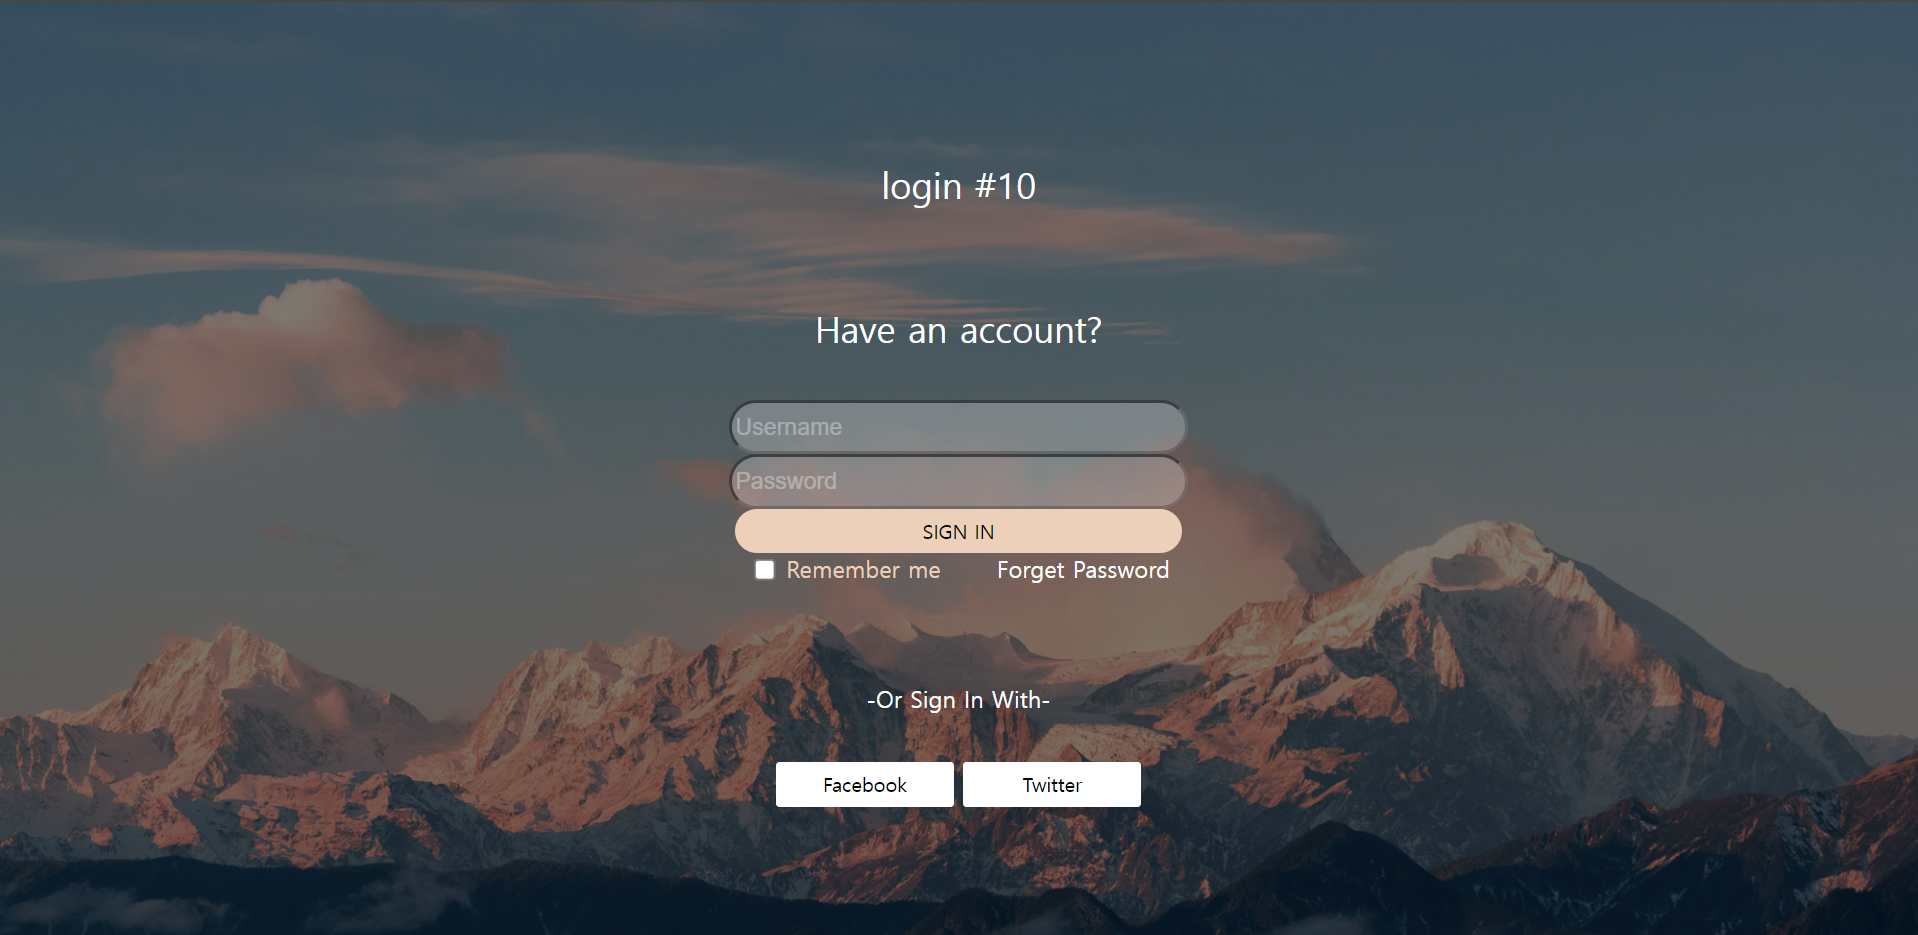 login #10
Have an account?
Username
Password
SIGN IN
Remember me Forget Password
-Or Sign In With-
Facebook Twitter